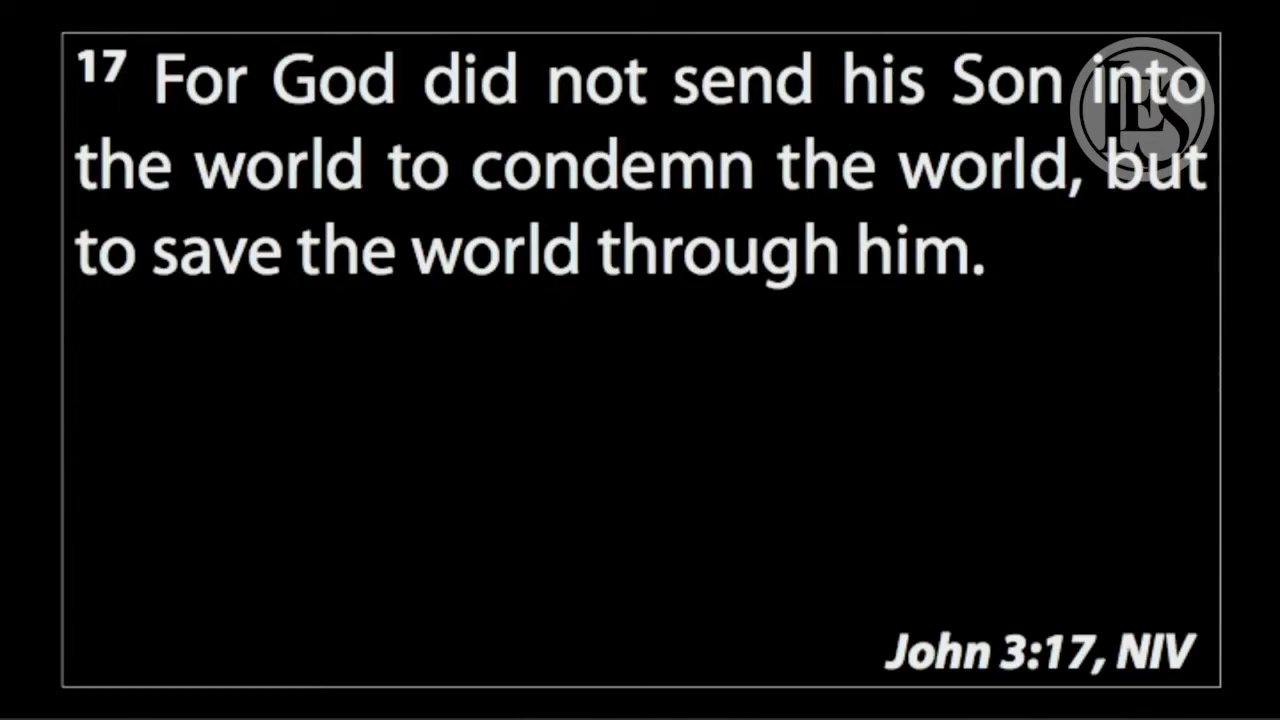 17 For God did not send his Son into
the world to condemn the world, but
to save the world through him.
John 3:17, NIV